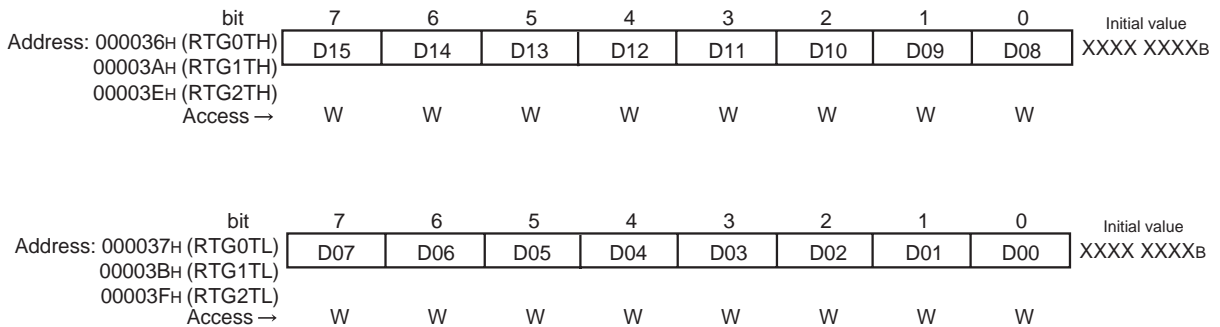 bit 7 6 5 4 3 2 1 0 Initial value
Address: 000036H (RTG0TH) D15 D14 D13 D12 D11 D10 D09 D08 XXXX XXXXB
00003AH (RTG1TH)
00003EH (RTG2TH)
Access → W W W W W W W W
bit 7 6 5 4 3 2 1 0 Initial value
Address: 000037H (RTG0TL) D07 D06 D05 D04 D03 D02 D01 D00 XXXX XXXXB
00003BH (RTG1TL)
00003FH (RTG2TL)
Access → W W W W W W W W